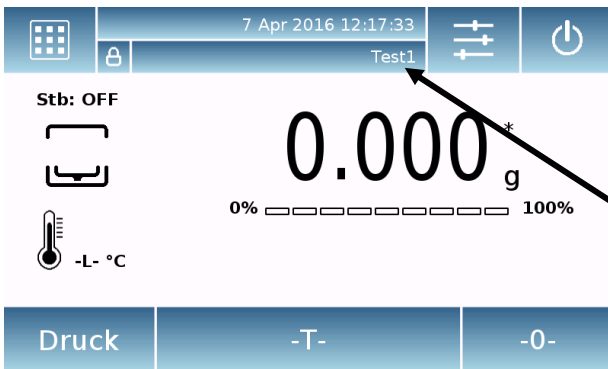 7 Apr 2016 12:17:33
Test1
Stb: OFF
0.000 *
g
0% 100%
-L- °C
Druck -T- -0-